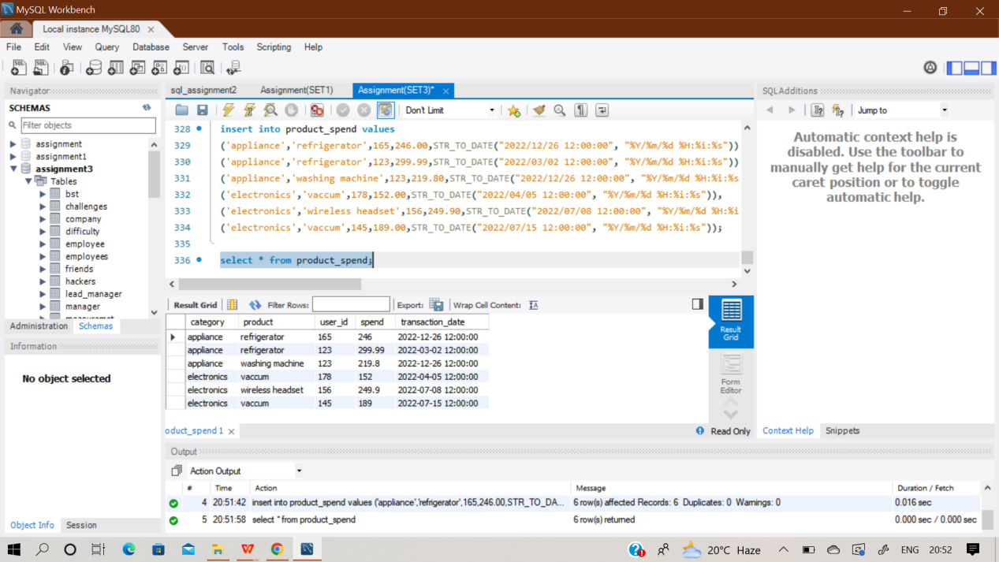 MySQL Workbench
Local instance MySQL80
File Edit View Query Database Server Tools Scripting Help
Navigator
SCHEMAS
Filter objects
assignment
assignment1
assignment3
Tables
bst
challenges
company
difficulty
employee
employees
friends
hackers
lead_manager
manager
Administration Schemas
Information
No object selected
Object Info Session
sql_assignment2 Assignment(SET1) Assignment(SET3)*
Don't Limit
328 insert into product_spend values
329 ('appliance','refrigerator',165,246.00,STR_TO_DATE("2022/12/26 12:00:00", "%Y/%m/%d %H:%i:%s"))
330 ('appliance','refrigerator',123,299.99,STR_TO_DATE("2022/03/02 12:00:00", "%Y/%m/%d %H:%i:%s"))
331 ('appliance','washing machine',123,219.80,STR_TO_DATE("2022/12/26 12:00:00", "%Y/%m/%d %H:%i:%s
332 ('electronics','vaccum',178,152.00,STR_TO_DATE("2022/04/05 12:00:00", "%Y/%m/%d %H:%i:%s")),
333 ('electronics','wireless headset',156,249.90,STR_TO_DATE("2022/07/08 12:00:00", "%Y/%m/%d %H:%i
334 ('electronics','vaccum',145,189.00,STR_TO_DATE("2022/07/15 12:00:00", "%Y/%m/%d %H:%i:%s"));
335
336 select * from product_spend;
Result Grid Filter Rows: Export: Wrap Cell Content:
category product user_id spend transaction_date
appliance refrigerator 165 246 2022-12-26 12:00:00
appliance refrigerator 123 299.99 2022-03-02 12:00:00
appliance washing machine 123 219.8 2022-12-26 12:00:00
electronics vaccum 178 152 2022-04-05 12:00:00
electronics wireless headset 156 249.9 2022-07-08 12:00:00
electronics vaccum 145 189 2022-07-15 12:00:00
Result
Grid
Form
Editor
oduct_spend 1
Read Only
SQLAdditions
Jump to
Automatic context help is
disabled. Use the toolbar to
manually get help for the current
caret position or to toggle
automatic help.
Context Help Snippets
Output
Action Output
# Time Action Message Duration / Fetch
4 20:51:42 insert into product_spend values ('appliance','refrigerator',165,246.00,STR_TO_DA... 6 row(s) affected Records: 6 Duplicates: 0 Warnings: 0 0.016 sec
5 20:51:58 select * from product_spend 6 row(s) returned 0.000 sec / 0.000 sec
20°C Haze ENG 20:52